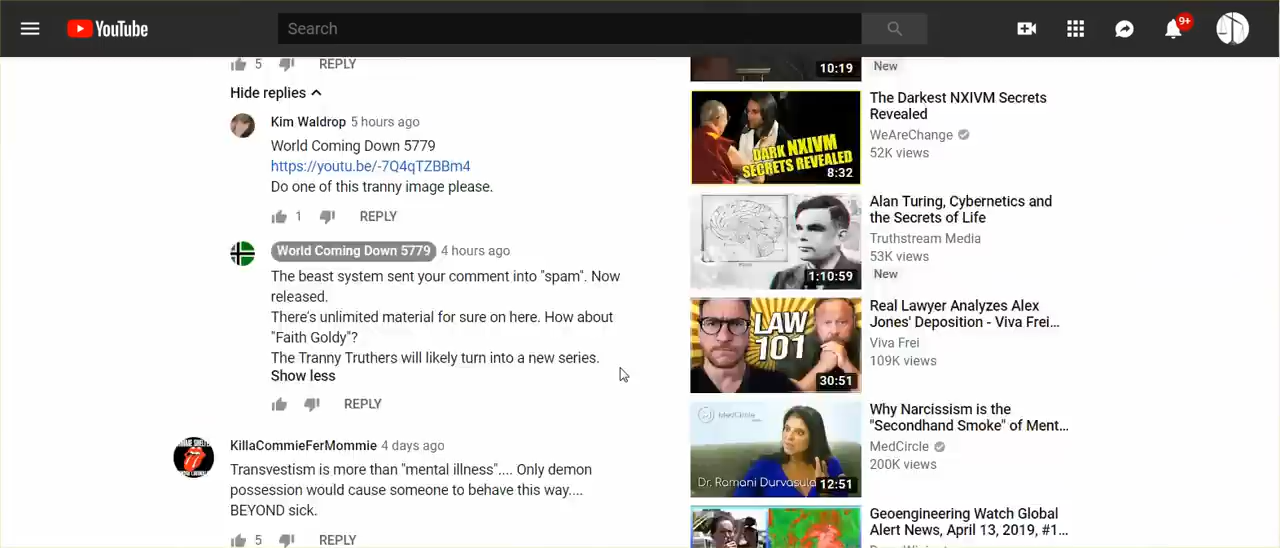 YouTube
Search
9+
5 REPLY
Hide replies
Kim Waldrop 5 hours ago
World Coming Down 5779
https://youtu.be/-7Q4qTZBBm4
Do one of this tranny image please.
1 REPLY
World Coming Down 5779 4 hours ago
The beast system sent your comment into "spam". Now
released.
There's unlimited material for sure on here. How about
"Faith Goldy"?
The Tranny Truthers will likely turn into a new series.
Show less
REPLY
KillaCommieFerMommie 4 days ago
Transvestism is more than "mental illness".... Only demon
possession would cause someone to behave this way....
BEYOND sick.
5 REPLY
10:19
New
DARK NXIVM
SECRETS REVEALED
8:32
The Darkest NXIVM Secrets
Revealed
WeAreChange
52K views
1:10:59
Alan Turing, Cybernetics and
the Secrets of Life
Truthstream Media
53K views
New
LAW
101
30:51
Real Lawyer Analyzes Alex
Jones' Deposition - Viva Frei...
Viva Frei
109K views
MedCircle
Dr. Ramani Durvasula
12:51
Why Narcissism is the
"Secondhand Smoke" of Ment...
MedCircle
200K views
Geoengineering Watch Global
Alert News, April 13, 2019, #1...